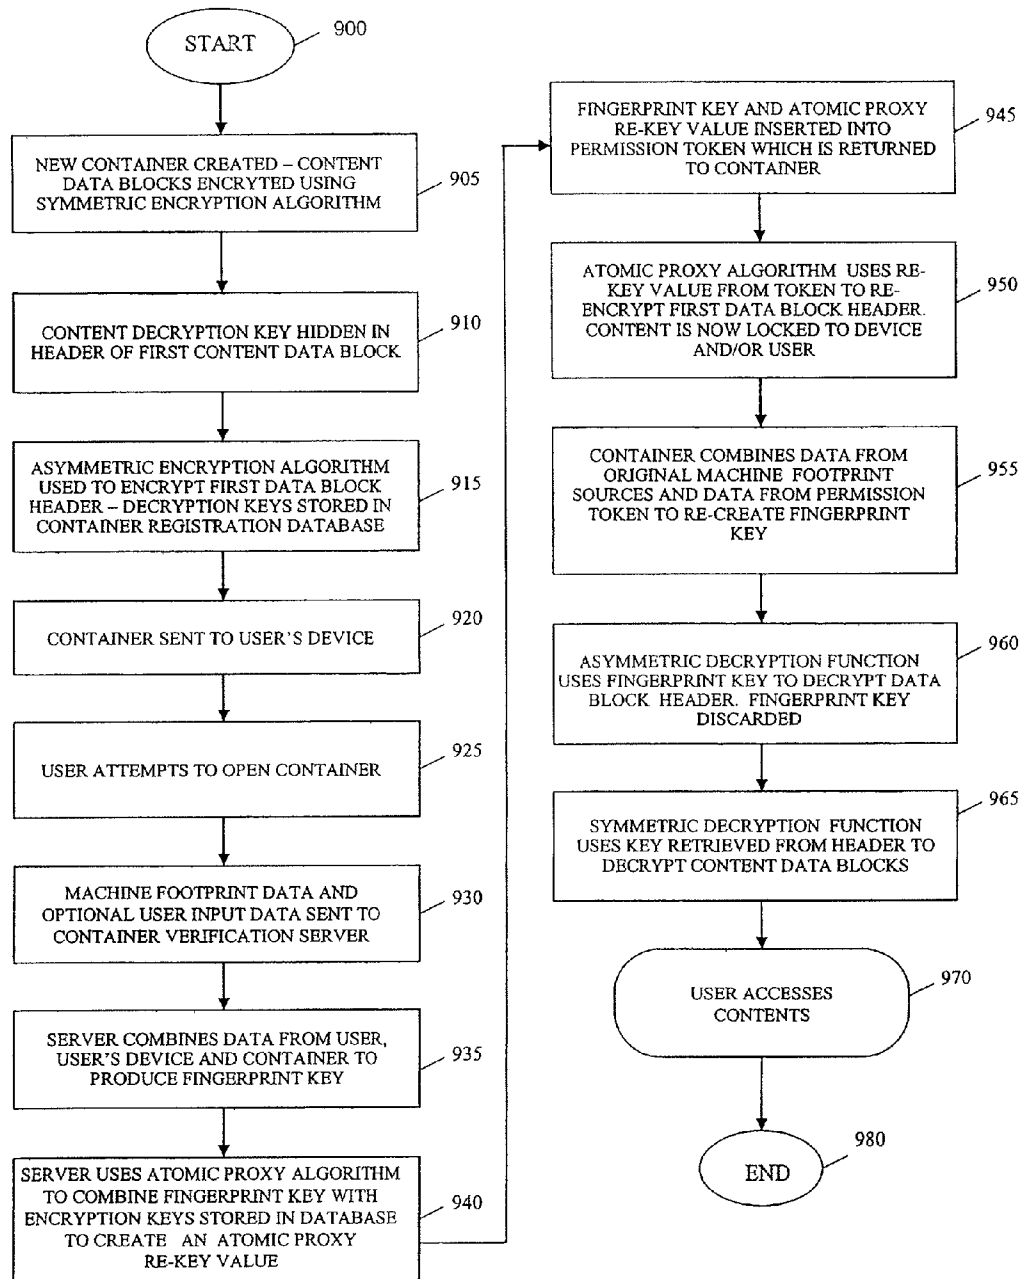 START
900
NEW CONTAINER CREATED – CONTENT
DATA BLOCKS ENCRYTED USING
SYMMETRIC ENCRYPTION ALGORITHM
905
CONTENT DECRYPTION KEY HIDDEN IN
HEADER OF FIRST CONTENT DATA BLOCK
910
ASYMMETRIC ENCRYPTION ALGORITHM
USED TO ENCRYPT FIRST DATA BLOCK
HEADER – DECRYPTION KEYS STORED IN
CONTAINER REGISTRATION DATABASE
915
CONTAINER SENT TO USER'S DEVICE
920
USER ATTEMPTS TO OPEN CONTAINER
925
MACHINE FOOTPRINT DATA AND
OPTIONAL USER INPUT DATA SENT TO
CONTAINER VERIFICATION SERVER
930
SERVER COMBINES DATA FROM USER,
USER'S DEVICE AND CONTAINER TO
PRODUCE FINGERPRINT KEY
935
SERVER USES ATOMIC PROXY ALGORITHM
TO COMBINE FINGERPRINT KEY WITH
ENCRYPTION KEYS STORED IN DATABASE
TO CREATE AN ATOMIC PROXY
RE-KEY VALUE
940
FINGERPRINT KEY AND ATOMIC PROXY
RE-KEY VALUE INSERTED INTO
PERMISSION TOKEN WHICH IS RETURNED
TO CONTAINER
945
ATOMIC PROXY ALGORITHM USES RE-
KEY VALUE FROM TOKEN TO RE-
ENCRYPT FIRST DATA BLOCK HEADER.
CONTENT IS NOW LOCKED TO DEVICE
AND/OR USER
950
CONTAINER COMBINES DATA FROM
ORIGINAL MACHINE FOOTPRINT
SOURCES AND DATA FROM PERMISSION
TOKEN TO RE-CREATE FINGERPRINT
KEY
955
ASYMMETRIC DECRYPTION FUNCTION
USES FINGERPRINT KEY TO DECRYPT DATA
BLOCK HEADER. FINGERPRINT KEY
DISCARDED
960
SYMMETRIC DECRYPTION FUNCTION
USES KEY RETRIEVED FROM HEADER TO
DECRYPT CONTENT DATA BLOCKS
965
USER ACCESSES
CONTENTS
970
END
980